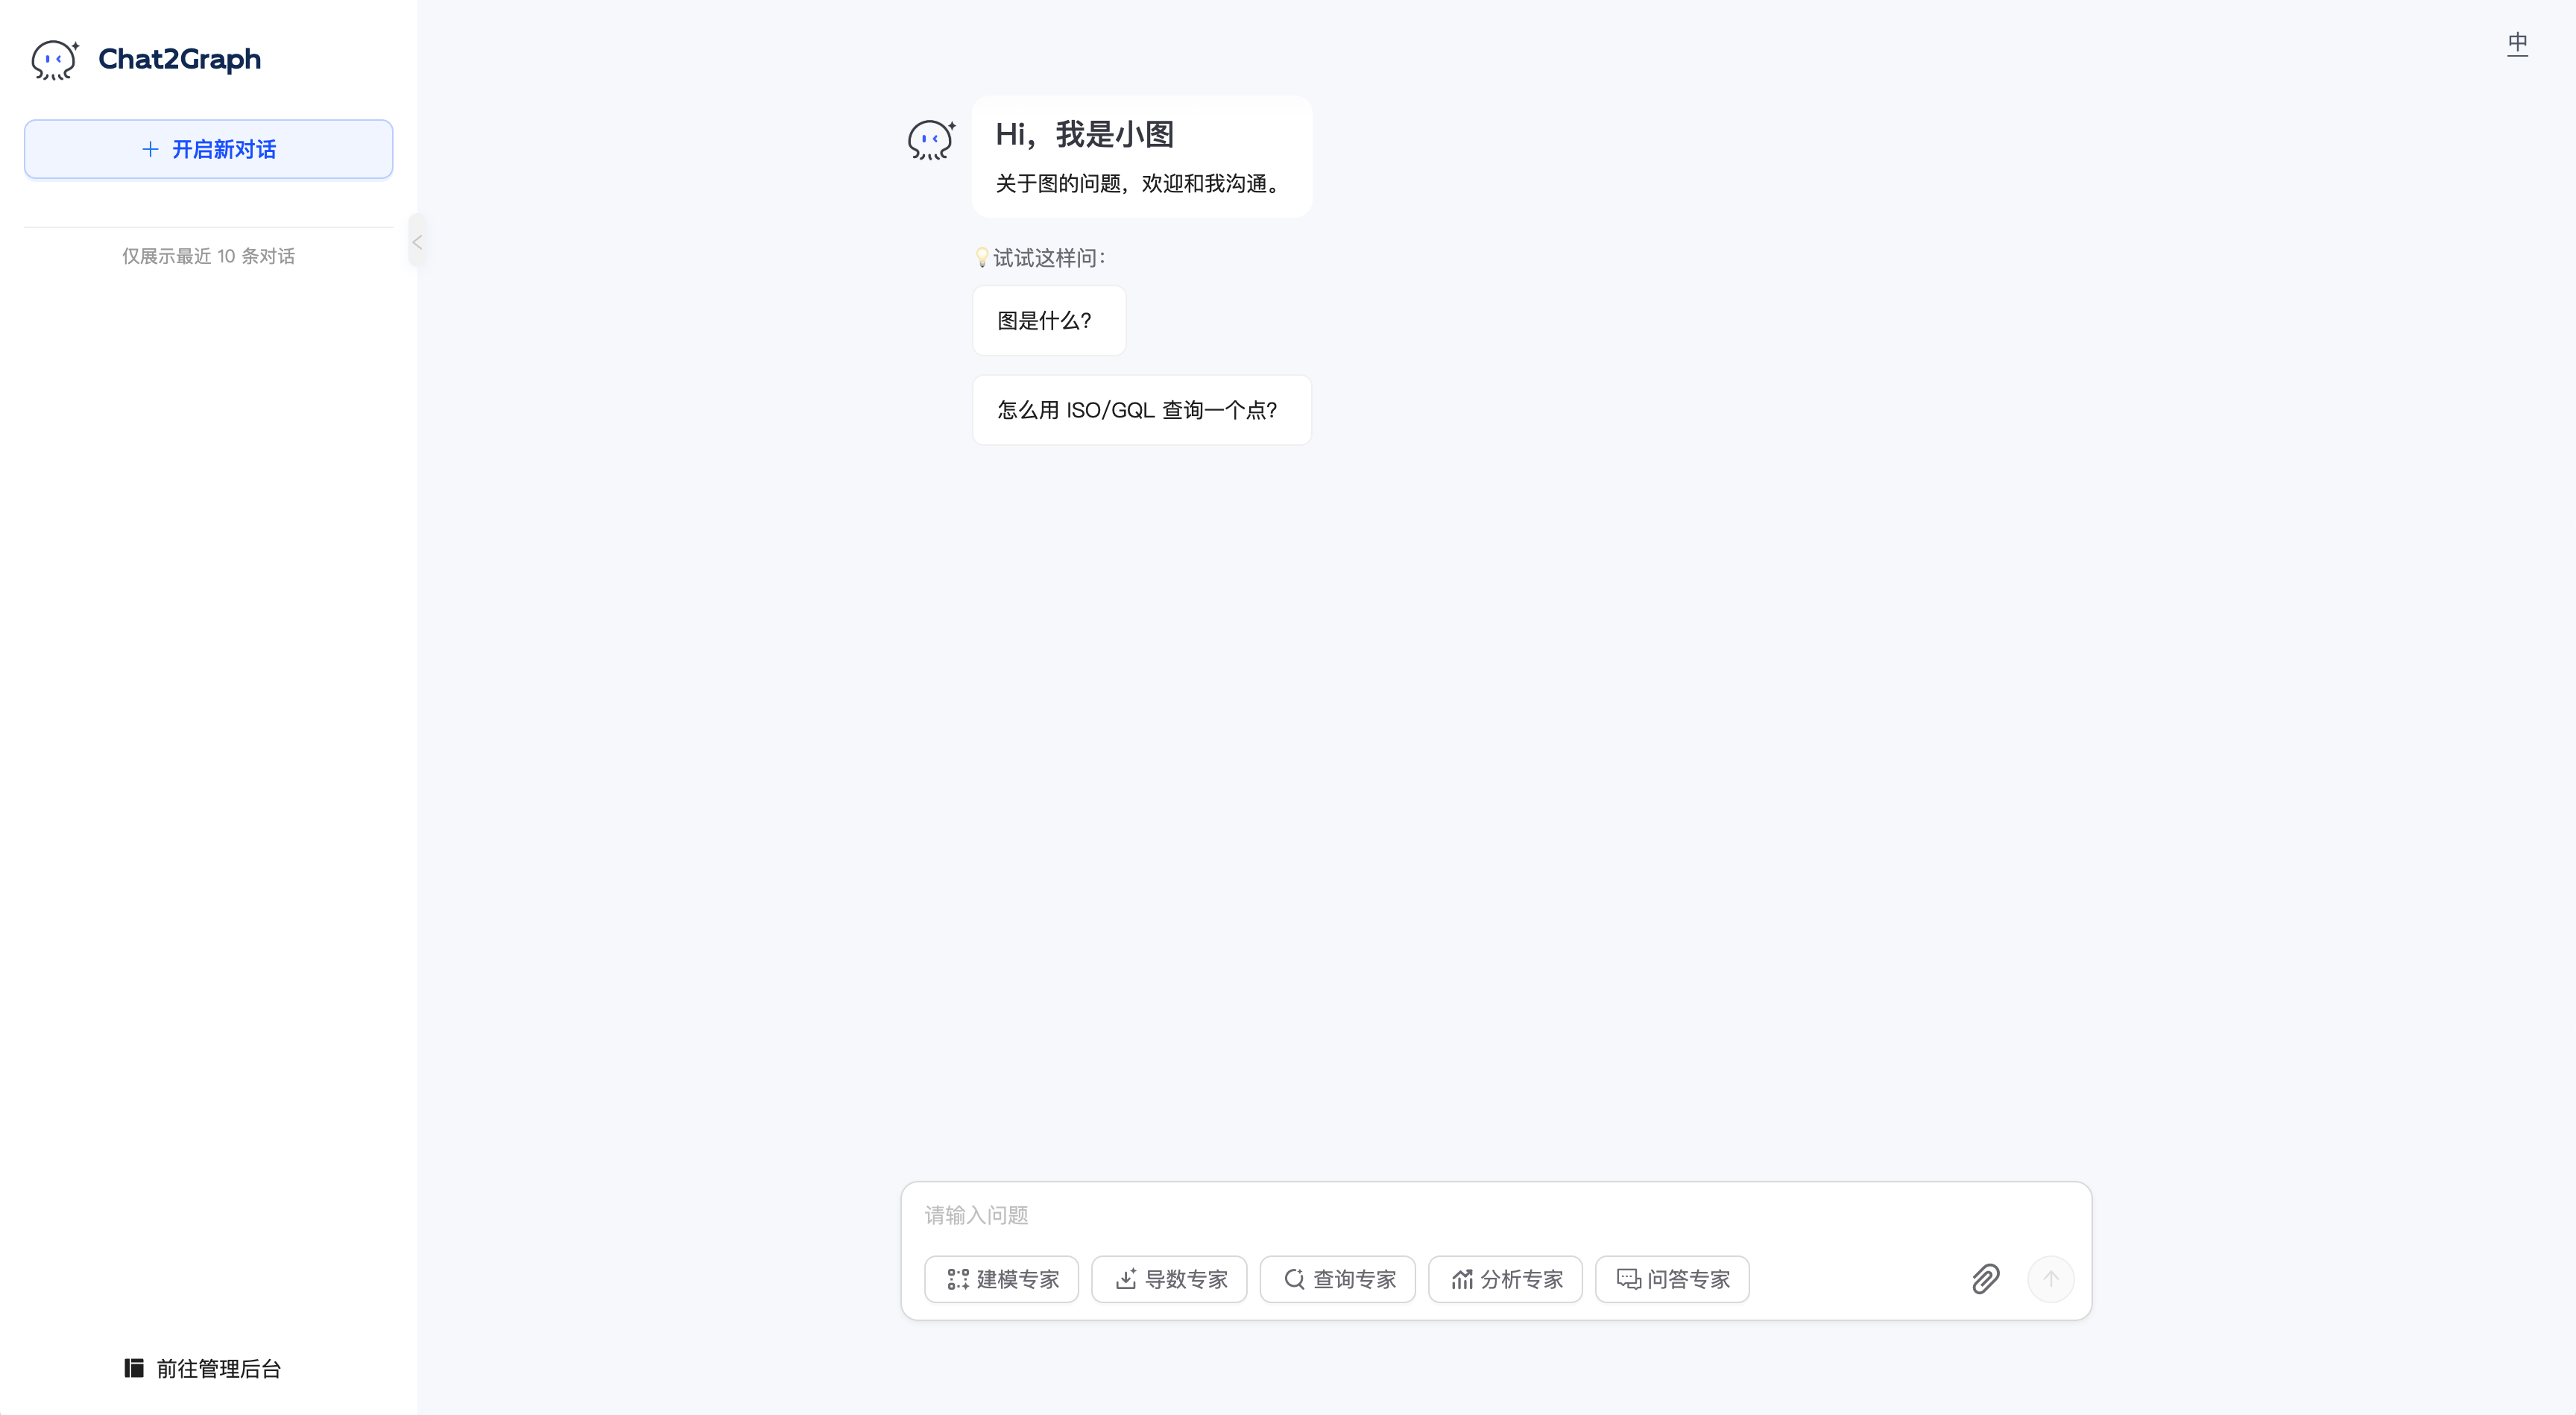 Chat2Graph
开启新对话
仅展示最近 10 条对话
前往管理后台
中
Hi，我是小图
关于图的问题，欢迎和我沟通。
💡试试这样问：
图是什么？
怎么用 ISO/GQL 查询一个点？
请输入问题
建模专家 导数专家 查询专家 分析专家 问答专家